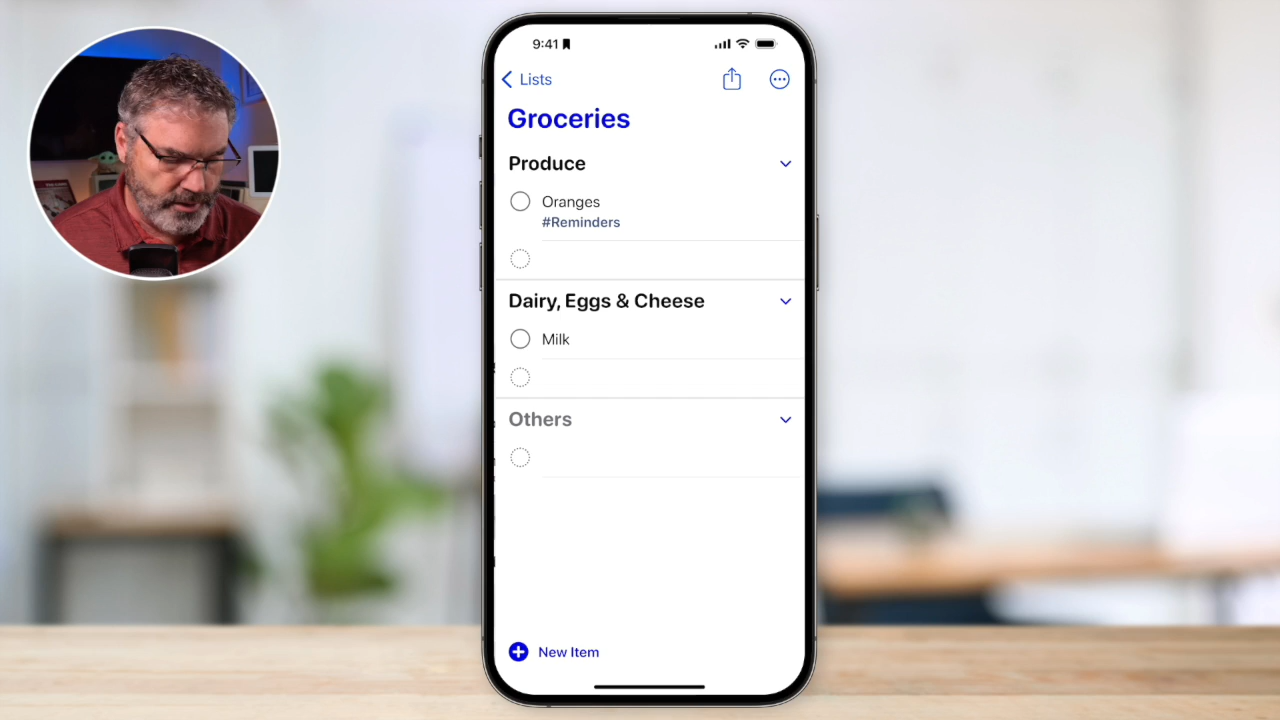 9:41
Lists
Groceries
Produce
Oranges
#Reminders
Dairy, Eggs & Cheese
Milk
Others
New Item